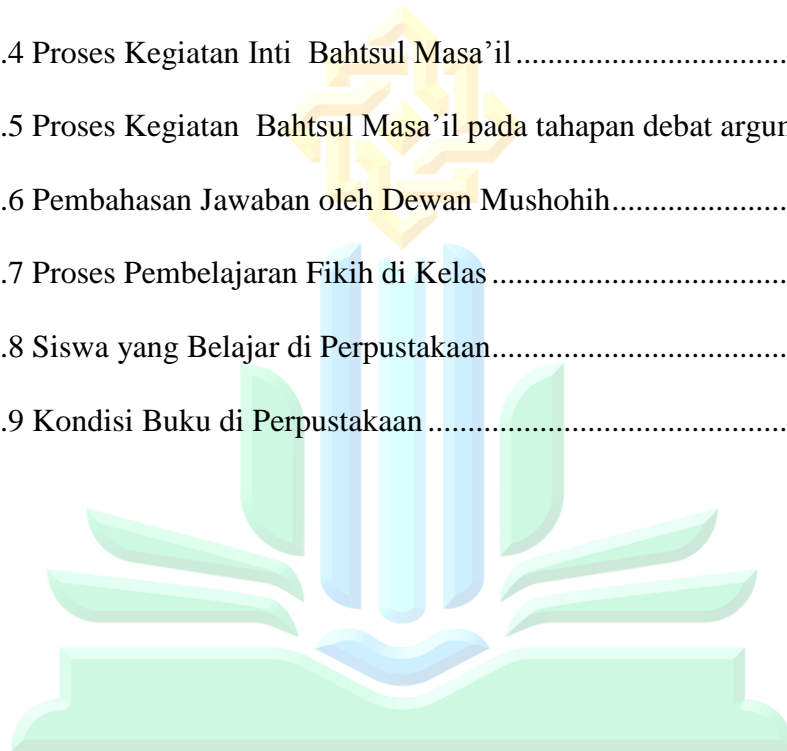 .4 Proses Kegiatan Inti Bahtsul Masa’il....................................
.5 Proses Kegiatan Bahtsul Masa’il pada tahapan debat
.6 Pembahasan Jawaban oleh Dewan Mushohih......................
.7 Proses Pembelajaran Fikih di Kelas.....................................
.8 Siswa yang Belajar di Perpustakaan.....................................
.9 Kondisi Buku di Perpustakaan.............................................